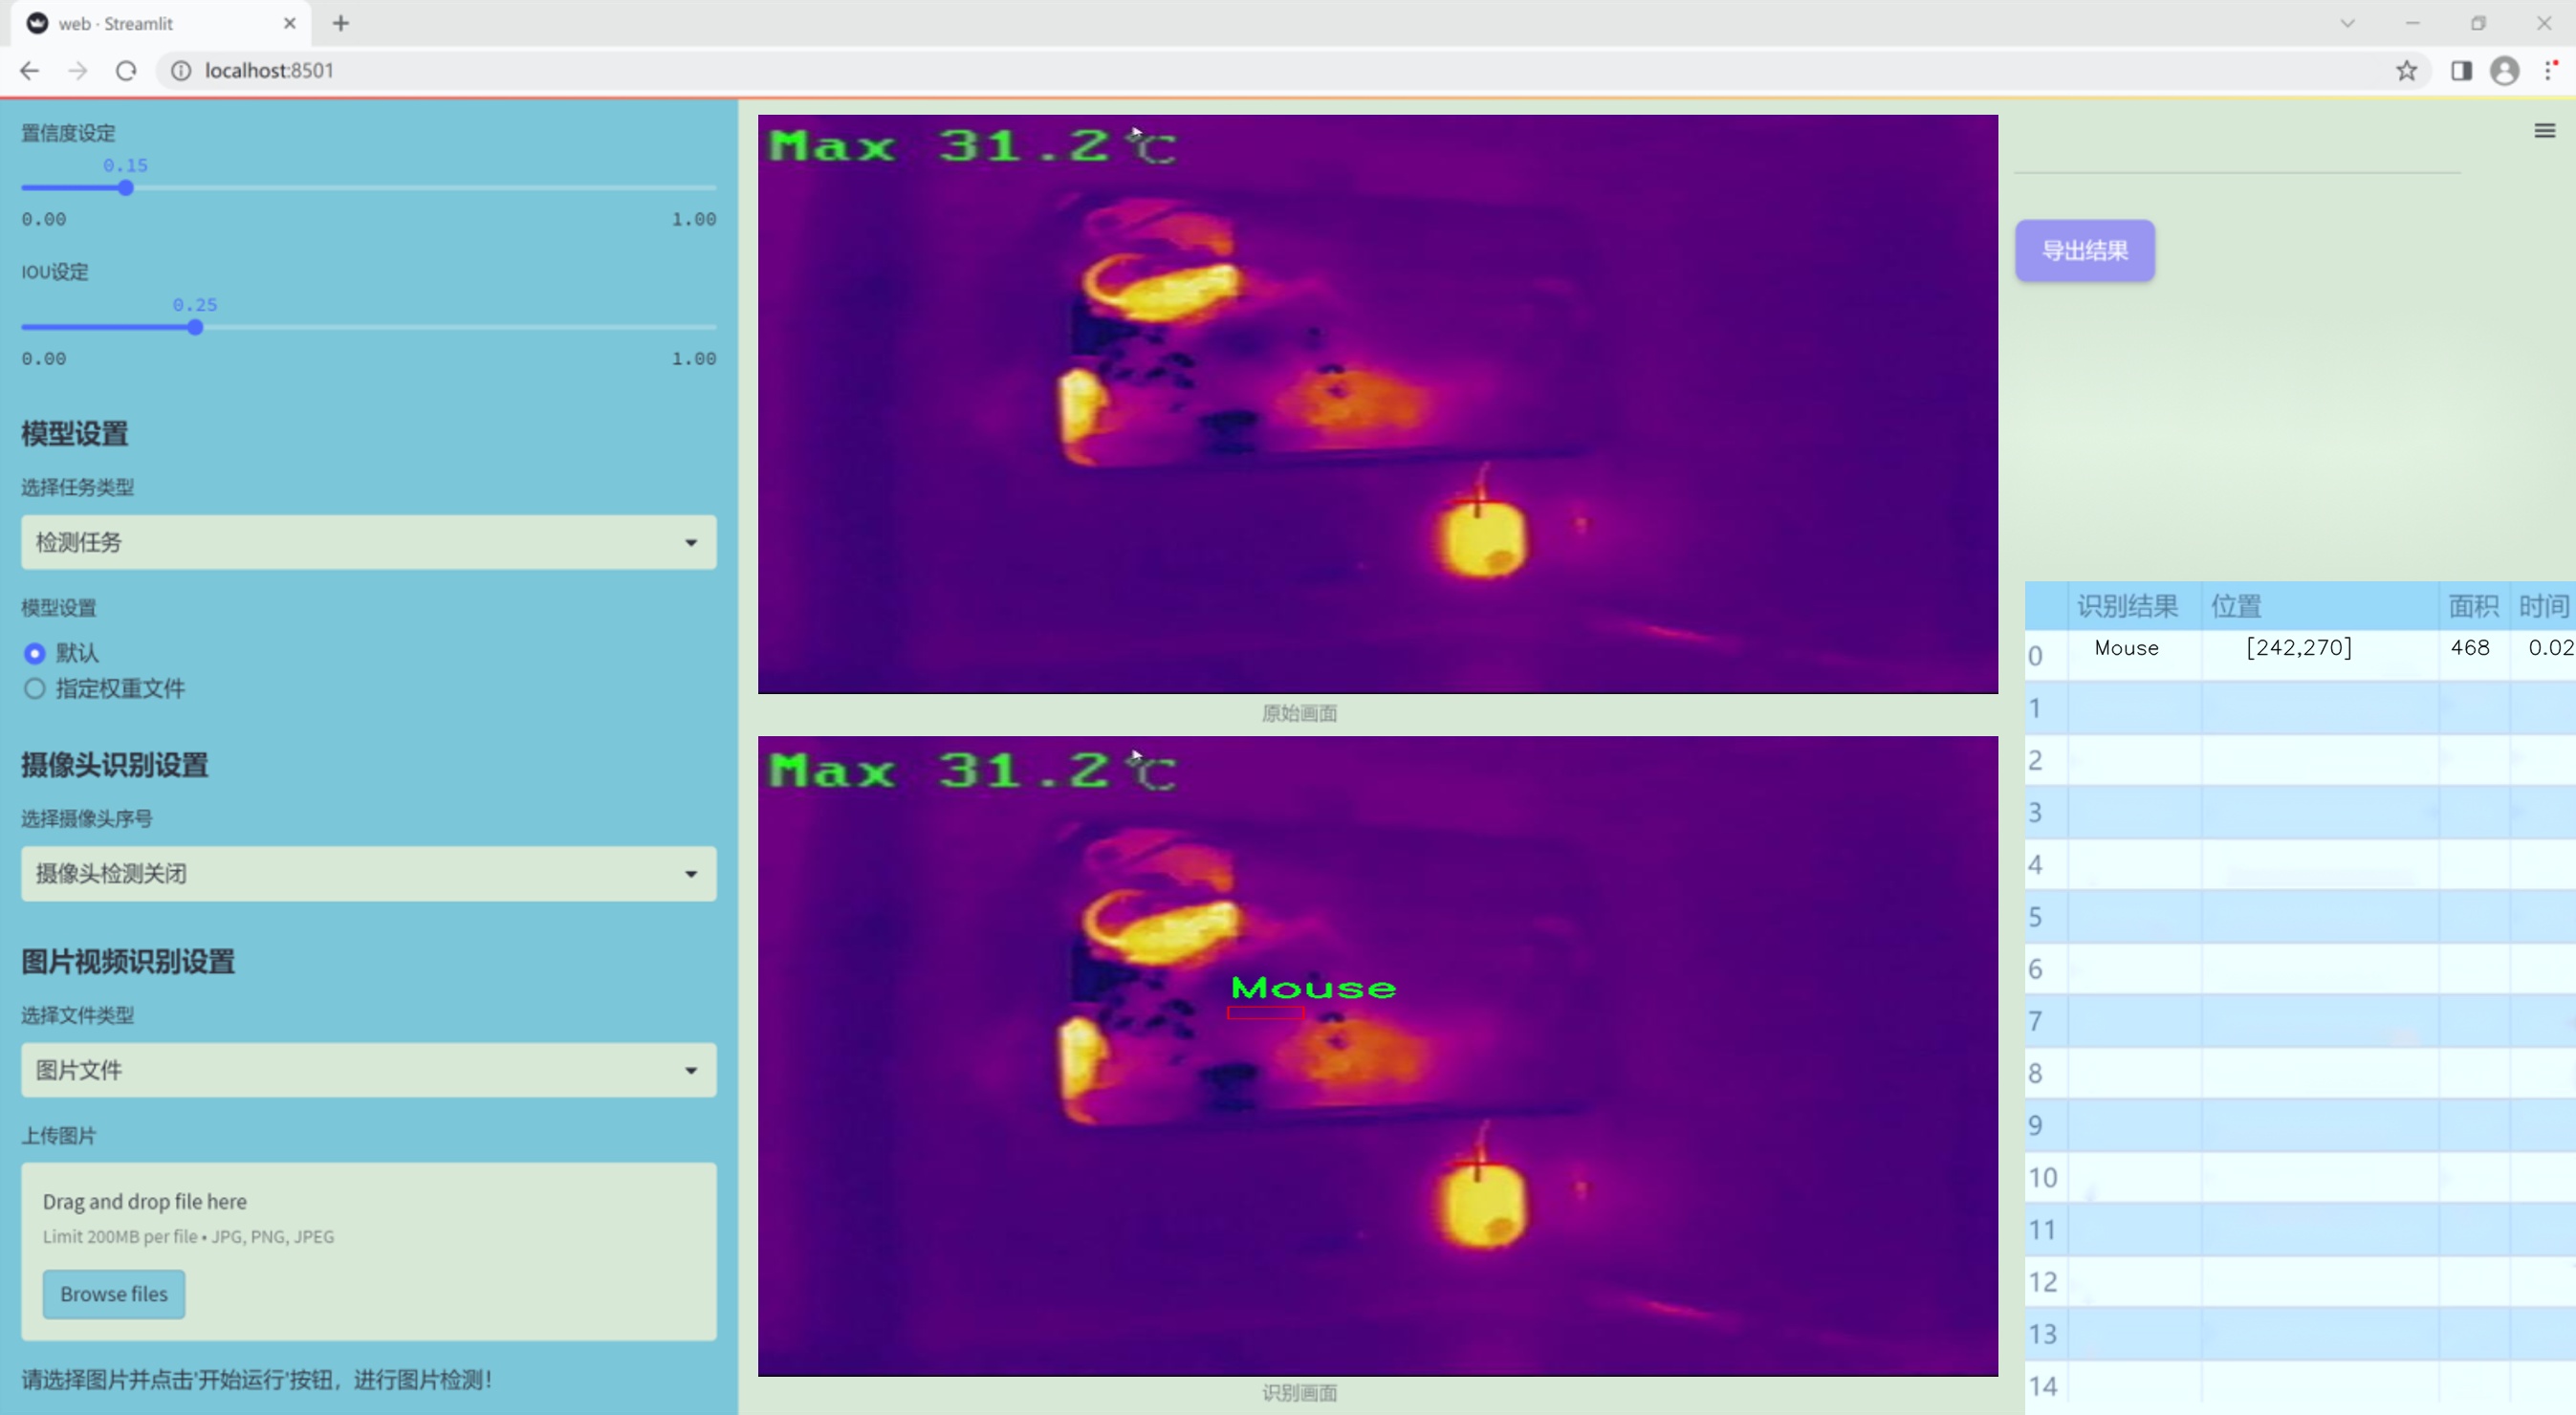 web · Streamlit
localhost:8501
置信度设定
0.15
0.00 1.00
IOU设定
0.25
0.00 1.00
模型设置
选择任务类型
检测任务
模型设置
默认
指定权重文件
摄像头识别设置
选择摄像头序号
摄像头检测关闭
图片视频识别设置
选择文件类型
图片文件
上传图片
Drag and drop file here
Limit 200MB per file • JPG, PNG, JPEG
Browse files
请选择图片并点击'开始运行'按钮，进行图片检测！
Max 31.2℃
原始画面
Max 31.2℃
Mouse
识别画面
导出结果
识别结果 位置 面积 时间
0 Mouse [242,270] 468 0.02
1
2
3
4
5
6
7
8
9
10
11
12
13
14